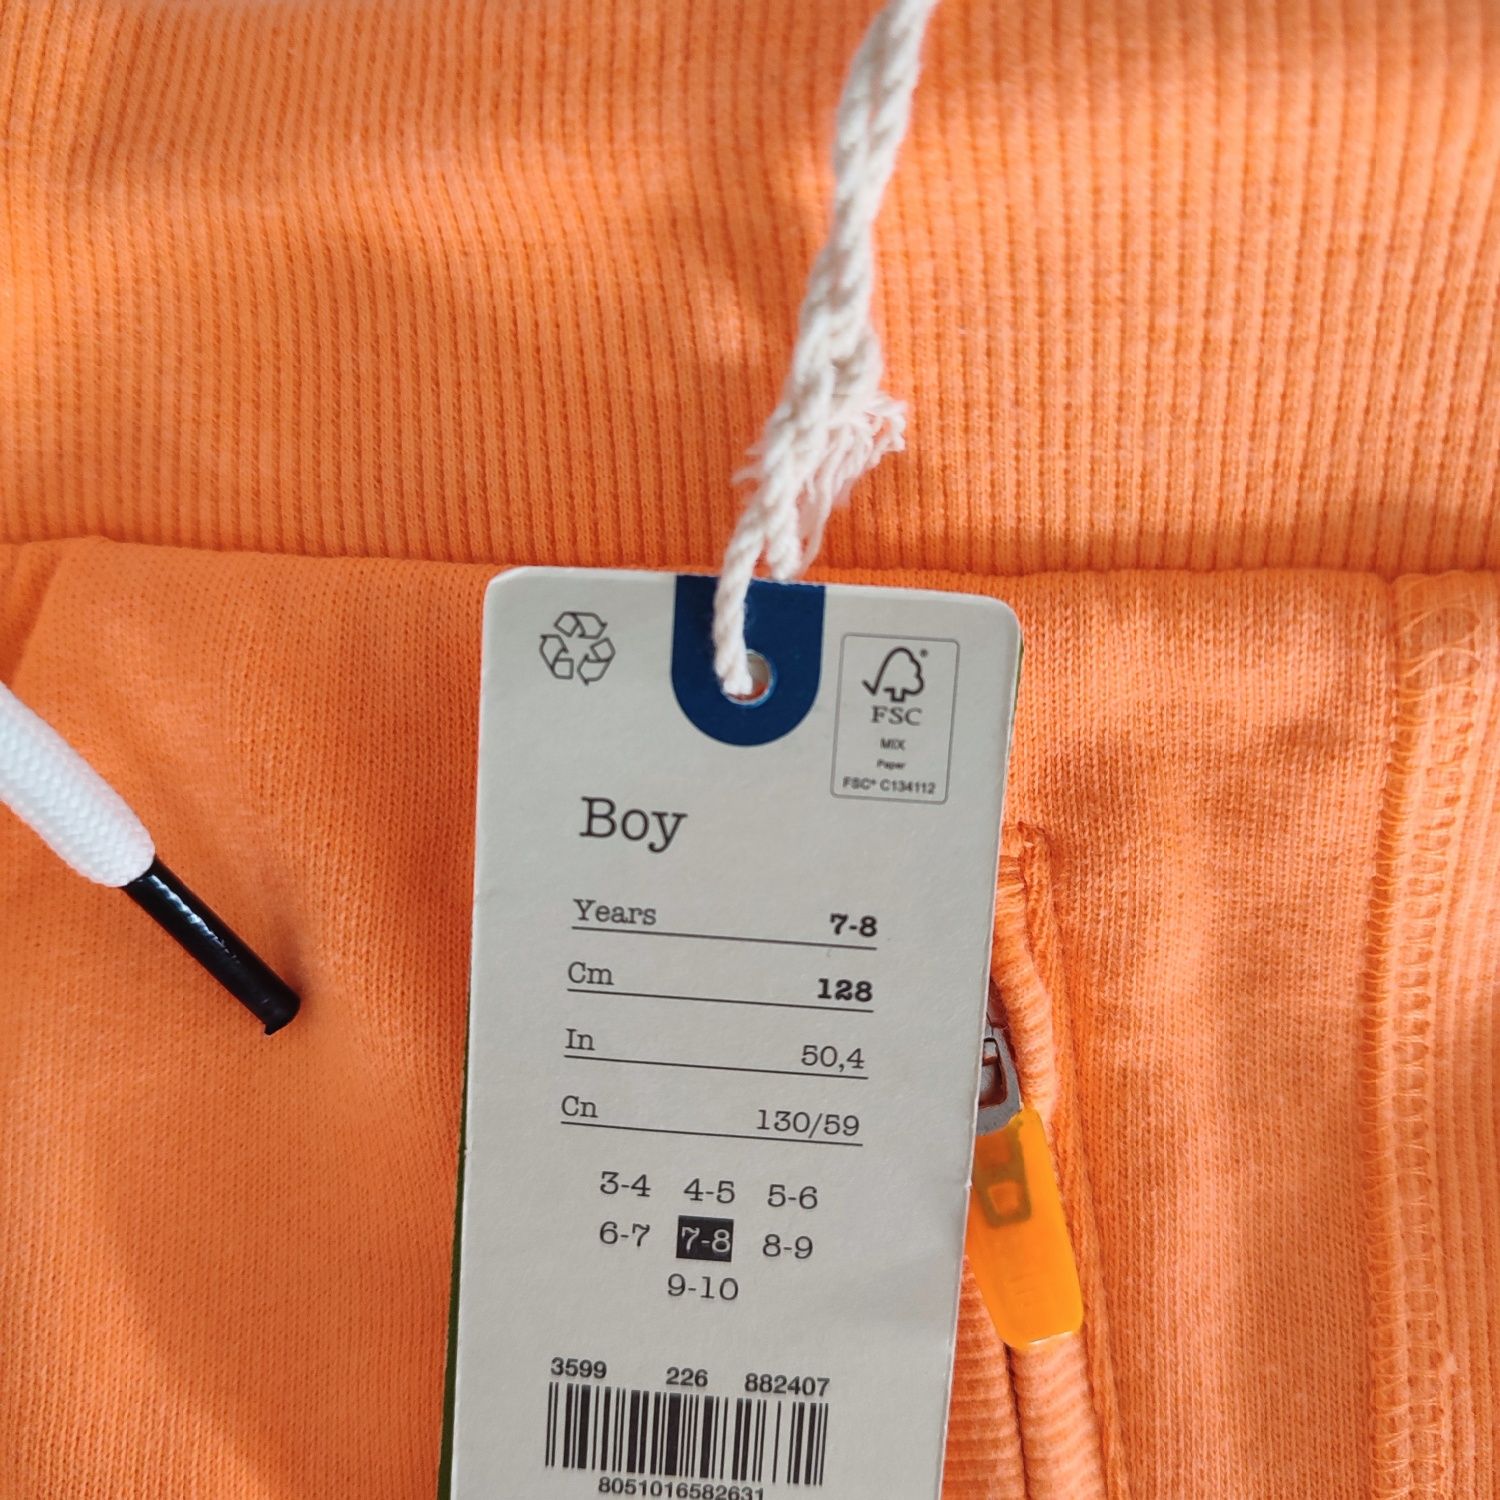 FSC®
MIX
Paper
FSC® C134112
Boy
Years 7-8
Cm 128
In 50,4
Cn 130/59
3-4 4-5 5-6
6-7 7-8 8-9
9-10
3599 226 882407
8051016582631